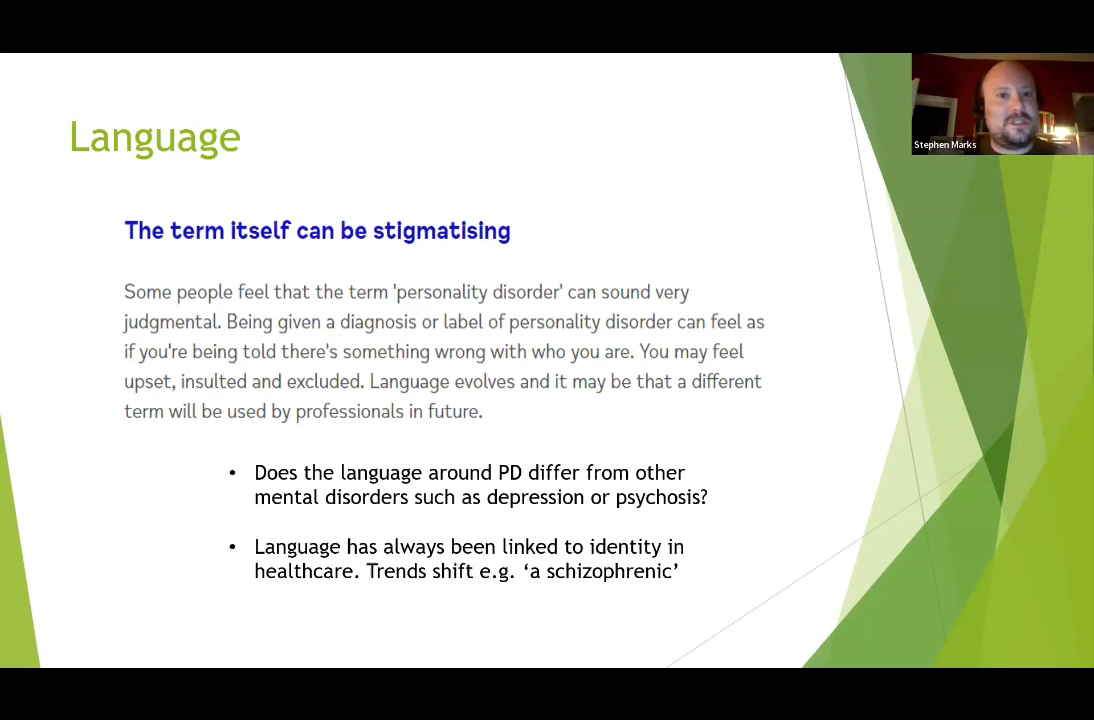 Language
Stephen Marks
The term itself can be stigmatising
Some people feel that the term 'personality disorder' can sound very
judgmental. Being given a diagnosis or label of personality disorder can feel as
if you're being told there's something wrong with who you are. You may feel
upset, insulted and excluded. Language evolves and it may be that a different
term will be used by professionals in future.
• Does the language around PD differ from other
mental disorders such as depression or psychosis?
• Language has always been linked to identity in
healthcare. Trends shift e.g. ‘a schizophrenic’